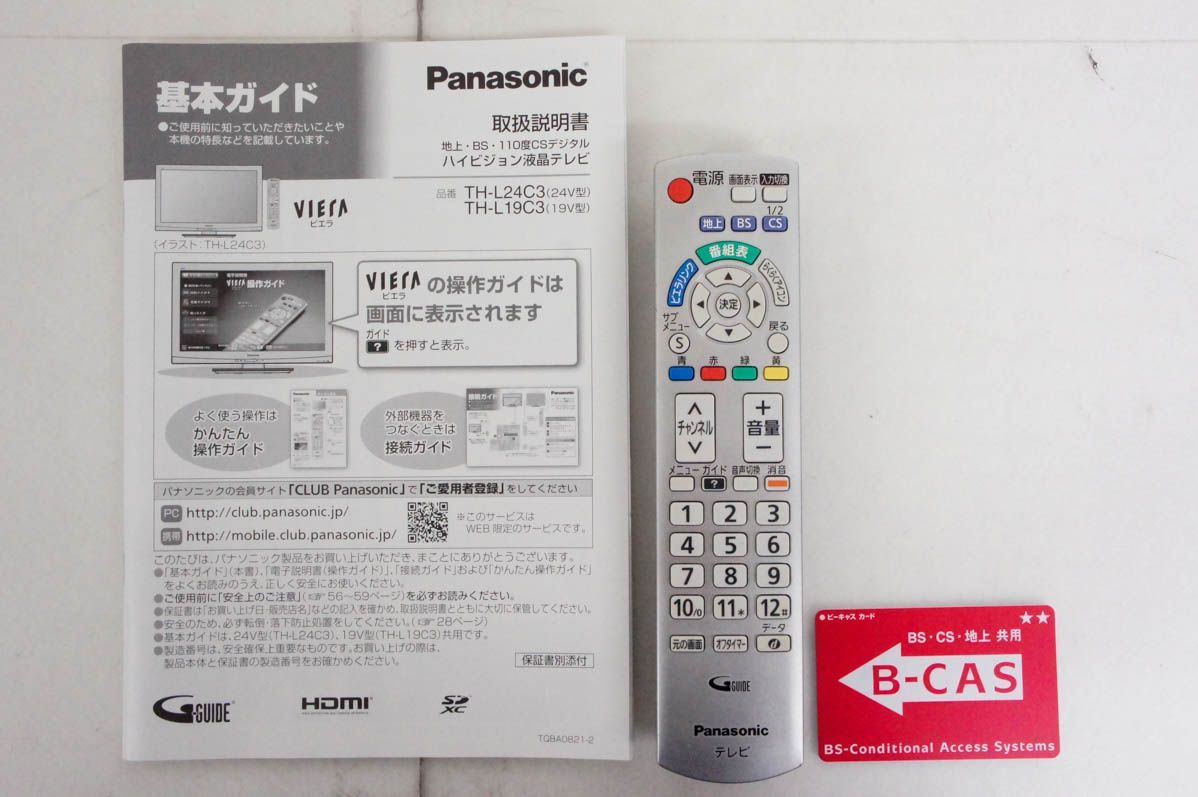 基本ガイド
●ご使用前に知っていただきたいことや
本機の特長などを記載しています。
Panasonic
取扱説明書
地上・BS・110度CSデジタル
ハイビジョン液晶テレビ
品番 TH-L24C3(24V型)
TH-L19C3(19V型)
VIErA
ビエラ
(イラスト:TH-L24C3)
VIErA 操作ガイド
Panasonic
VIErA の操作ガイドは
ビエラ
画面に表示されます
ガイド
? を押すと表示。
よく使う操作は
かんたん
操作ガイド
Panasonic
外部機器を
つなぐときは
接続ガイド
接続ガイド
Panasonic
パナソニックの会員サイト「CLUB Panasonic」で「ご愛用者登録」をしてください
PC http://club.panasonic.jp/
携帯 http://mobile.club.panasonic.jp/
※このサービスは
WEB限定のサービスです。
このたびは、パナソニック製品をお買い上げいただき、まことにありがとうございます。
●「基本ガイド」(本書)、「電子説明書(操作ガイド)」、「接続ガイド」および「かんたん操作ガイド」
をよくお読みのうえ、正しく安全にお使いください。
●ご使用前に「安全上のご注意」(☞56～59ページ)を必ずお読みください。
●保証書は「お買い上げ日・販売店名」などの記入を確かめ、取扱説明書とともに大切に保管してください。
●安全のため、必ず転倒・落下防止処置をしてください。(☞28ページ)
●基本ガイドは、24V型(TH-L24C3)、19V型(TH-L19C3)共用です。
●製造番号は、安全確保上重要なものです。お買い上げの際は、
製品本体と保証書の製造番号をお確かめください。
保証書別添付
G-GUIDE
HDMI
SD
XC
TQBA0821-2
電源 画面表示 入力切換
1/2
地上 BS CS
番組表
ビエラリンク
らくらくアイコン
決定
サブ
メニュー
S
戻る
青 赤 緑 黄
チャンネル
+
音量
−
メニュー ガイド 音声切換 消音
?
1 2 3
4 5 6
7 8 9
10/0 11* 12#
データ
元の画面 オフタイマー d
G-GUIDE
Panasonic
テレビ
●ビーキャス カード
★★
BS・CS・地上 共用
B-CAS
BS-Conditional Access Systems